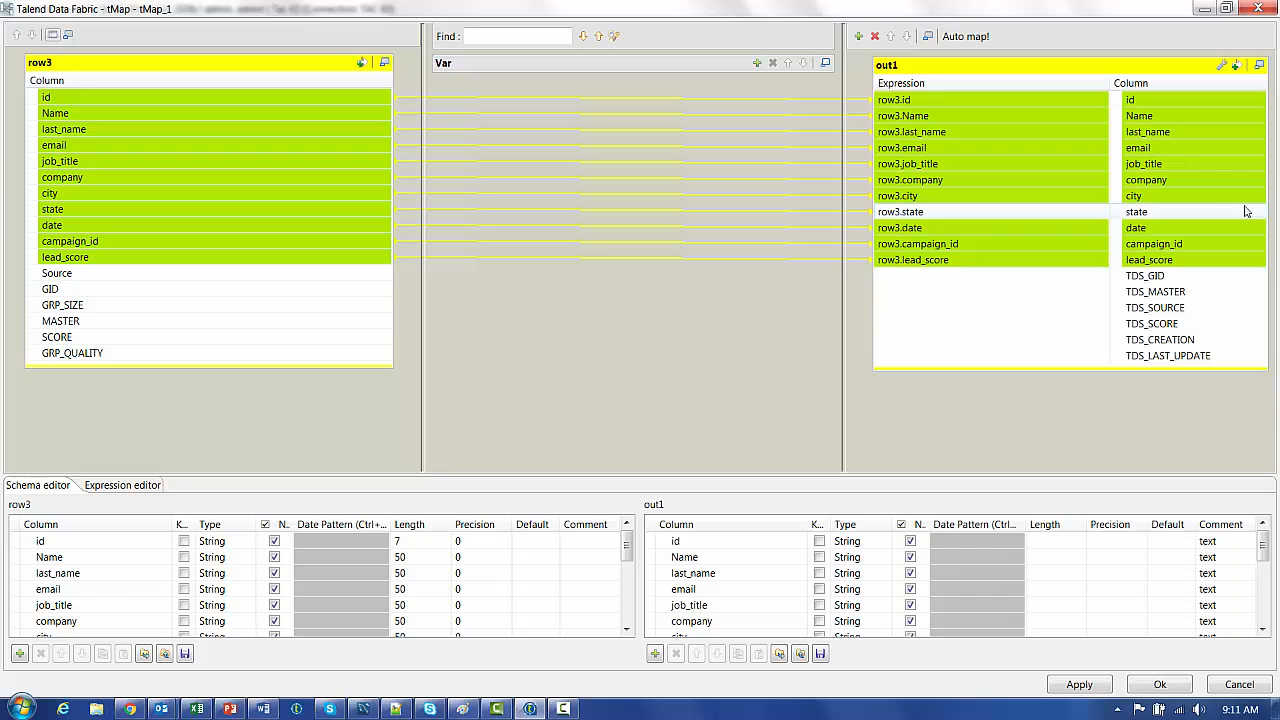 Talend Data Fabric - tMap - tMap_1
Find :
Auto map!
row3
Column
id
Name
last_name
email
job_title
company
city
state
date
campaign_id
lead_score
Source
GID
GRP_SIZE
MASTER
SCORE
GRP_QUALITY
Var
out1
Expression Column
row3.id id
row3.Name Name
row3.last_name last_name
row3.email email
row3.job_title job_title
row3.company company
row3.city city
row3.state state
row3.date date
row3.campaign_id campaign_id
row3.lead_score lead_score
TDS_GID
TDS_MASTER
TDS_SOURCE
TDS_SCORE
TDS_CREATION
TDS_LAST_UPDATE
Schema editor Expression editor
row3
Column K... Type N.. Date Pattern (Ctrl+... Length Precision Default Comment
id String 7 0
Name String 50 0
last_name String 50 0
email String 50 0
job_title String 50 0
company String 50 0
out1
Column K... Type N.. Date Pattern (Ctrl... Length Precision Default Comment
id String text
Name String text
last_name String text
email String text
job_title String text
company String text
Apply Ok Cancel
9:11 AM